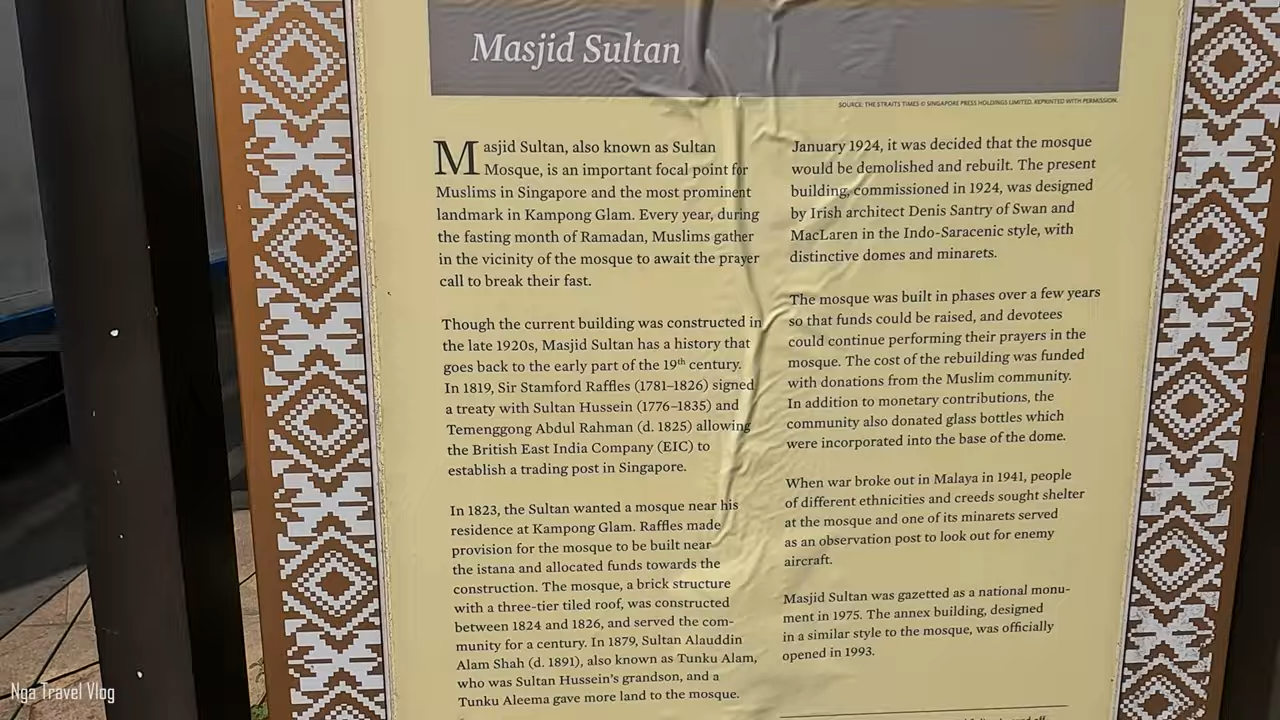 Masjid Sultan
SOURCE: THE STRAITS TIMES © SINGAPORE PRESS HOLDINGS LIMITED. REPRINTED WITH PERMISSION.
Masjid Sultan, also known as Sultan
Mosque, is an important focal point for
Muslims in Singapore and the most prominent
landmark in Kampong Glam. Every year, during
the fasting month of Ramadan, Muslims gather
in the vicinity of the mosque to await the prayer
call to break their fast.
Though the current building was constructed in
the late 1920s, Masjid Sultan has a history that
goes back to the early part of the 19th century.
In 1819, Sir Stamford Raffles (1781–1826) signed
a treaty with Sultan Hussein (1776–1835) and
Temenggong Abdul Rahman (d. 1825) allowing
the British East India Company (EIC) to
establish a trading post in Singapore.
In 1823, the Sultan wanted a mosque near his
residence at Kampong Glam. Raffles made
provision for the mosque to be built near
the istana and allocated funds towards the
construction. The mosque, a brick structure
with a three-tier tiled roof, was constructed
between 1824 and 1826, and served the com-
munity for a century. In 1879, Sultan Alauddin
Alam Shah (d. 1891), also known as Tunku Alam,
who was Sultan Hussein's grandson, and a
Tunku Aleema gave more land to the mosque.
January 1924, it was decided that the mosque
would be demolished and rebuilt. The present
building, commissioned in 1924, was designed
by Irish architect Denis Santry of Swan and
MacLaren in the Indo-Saracenic style, with
distinctive domes and minarets.
The mosque was built in phases over a few years
so that funds could be raised, and devotees
could continue performing their prayers in the
mosque. The cost of the rebuilding was funded
with donations from the Muslim community.
In addition to monetary contributions, the
community also donated glass bottles which
were incorporated into the base of the dome.
When war broke out in Malaya in 1941, people
of different ethnicities and creeds sought shelter
at the mosque and one of its minarets served
as an observation post to look out for enemy
aircraft.
Masjid Sultan was gazetted as a national monu-
ment in 1975. The annex building, designed
in a similar style to the mosque, was officially
opened in 1993.
Nga Travel Vlog